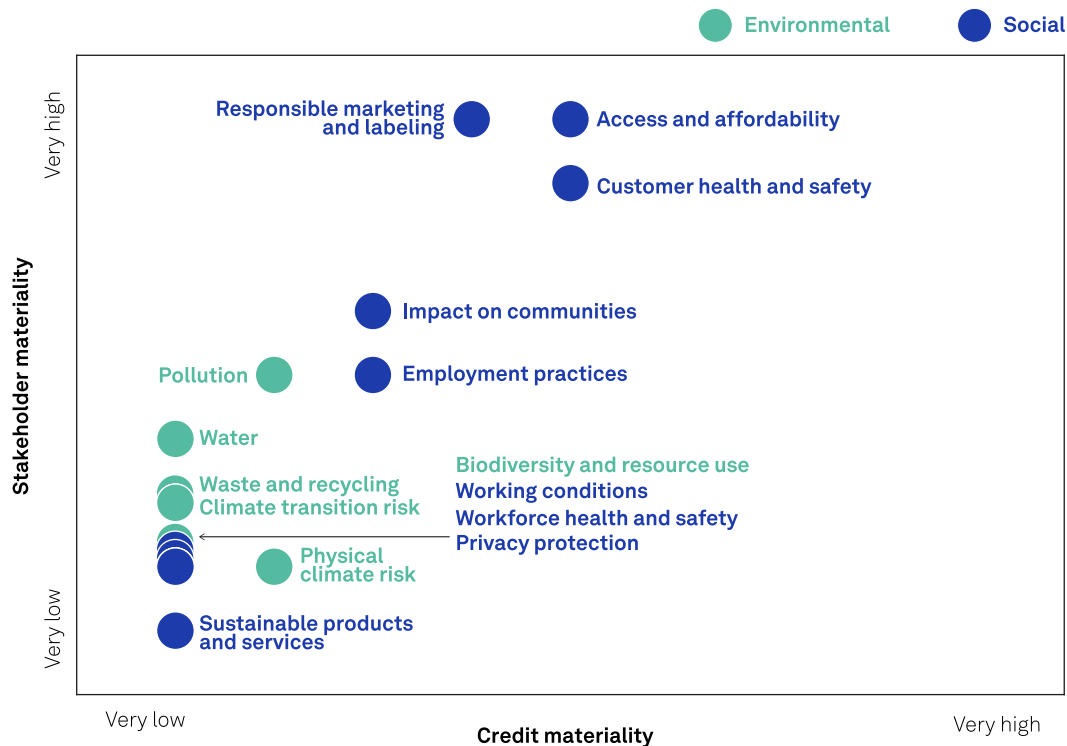 Environmental
Social
Very high
Stakeholder materiality
Very low
Responsible marketing
and labeling
Access and affordability
Customer health and safety
Impact on communities
Pollution
Employment practices
Water
Biodiversity and resource use
Waste and recycling
Working conditions
Climate transition risk
Workforce health and safety
Privacy protection
Physical
climate risk
Sustainable products
and services
Very low
Credit materiality
Very high